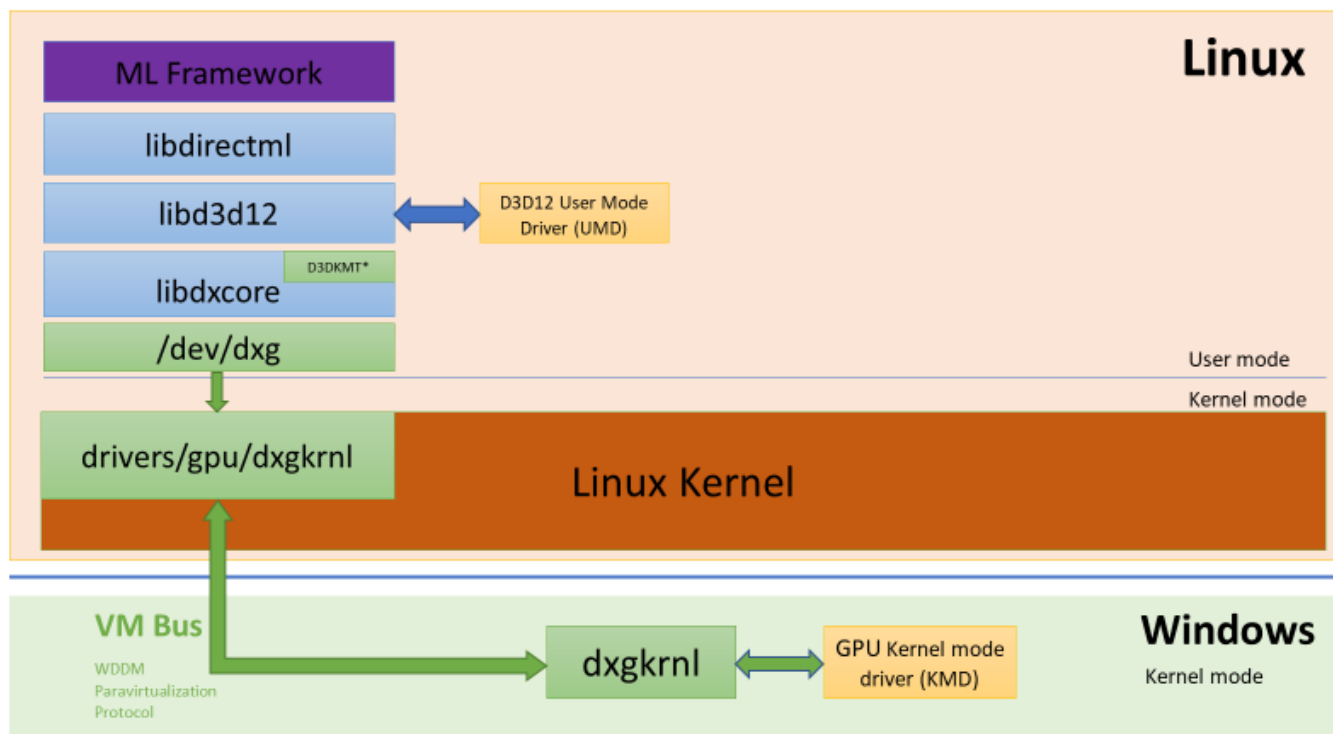 Linux
ML Framework
libdirectml
libd3d12
D3D12 User Mode
Driver (UMD)
D3DKMT*
libdxcore
/dev/dxg
User mode
Kernel mode
drivers/gpu/dxgkrnl
Linux Kernel
VM Bus
WDDM
Paravirtualization
Protocol
dxgkrnl
GPU Kernel mode
driver (KMD)
Windows
Kernel mode